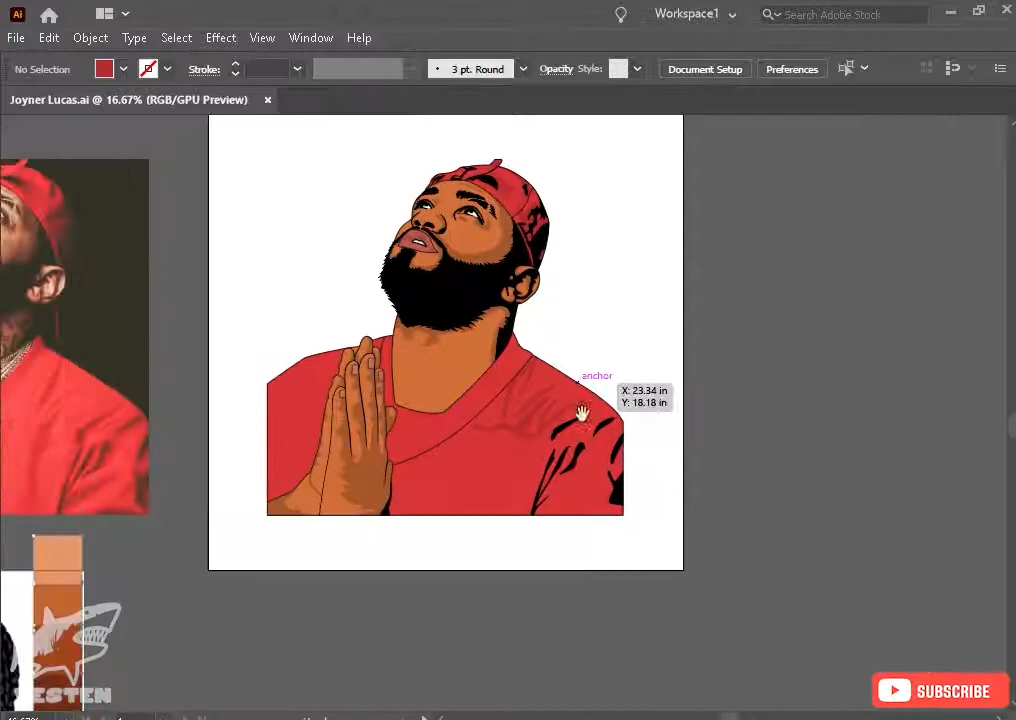 Ai
Workspace1
Search Adobe Stock
File Edit Object Type Select Effect View Window Help
No Selection Stroke: 3 pt. Round Opacity Style: Document Setup Preferences
Joyner Lucas.ai @ 16.67% (RGB/GPU Preview) ×
anchor
X: 23.34 in
Y: 18.18 in
ESTEN
SUBSCRIBE